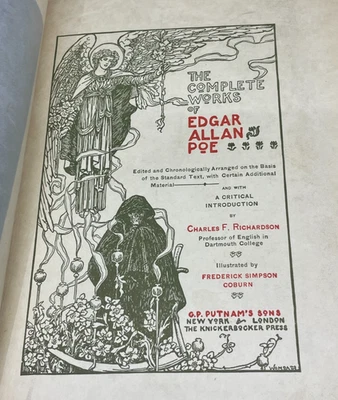 THE
COMPLETE
WORKS
OF
EDGAR
ALLAN
POE
Edited and Chronologically Arranged on the Basis
of the Standard Text, with Certain Additional
Material
AND WITH
A CRITICAL
INTRODUCTION
BY
CHARLES F. RICHARDSON
Professor of English in
Dartmouth College
Illustrated by
FREDERICK SIMPSON
COBURN
G.P. PUTNAM'S SONS
NEW YORK & LONDON
THE KNICKERBOCKER PRESS